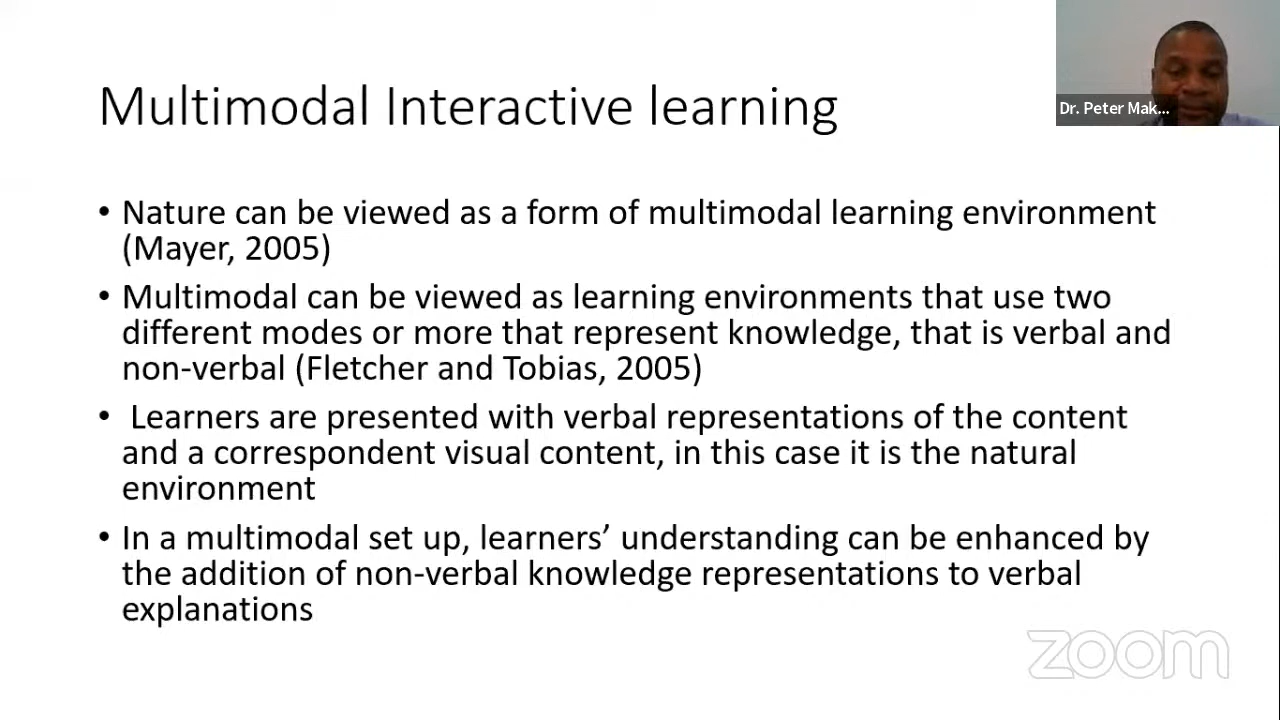 Multimodal Interactive learning
Dr. Peter Mak...
• Nature can be viewed as a form of multimodal learning environment
(Mayer, 2005)
• Multimodal can be viewed as learning environments that use two
different modes or more that represent knowledge, that is verbal and
non-verbal (Fletcher and Tobias, 2005)
• Learners are presented with verbal representations of the content
and a correspondent visual content, in this case it is the natural
environment
• In a multimodal set up, learners’ understanding can be enhanced by
the addition of non-verbal knowledge representations to verbal
explanations
zoom